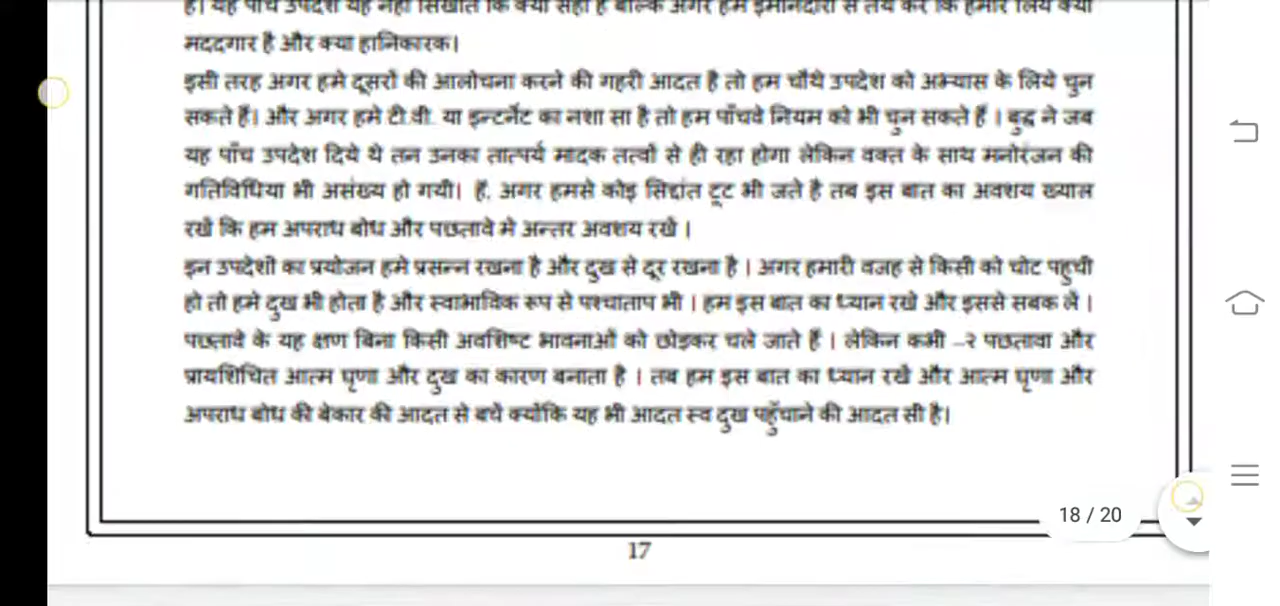 है। यह पांच उपदेश यह नहीं सिखाते कि क्या सही है बल्कि अगर हम ईमानदारी से तय करें कि हमारे लिये क्या
मददगार है और क्या हानिकारक।
इसी तरह अगर हमे दूसरों की आलोचना करने की गहरी आदत है तो हम चौथे उपदेश को अभ्यास के लिये चुन
सकते हैं। और अगर हमे टी.वी. या इन्टर्नेट का नशा सा है तो हम पाँचवे नियम को भी चुन सकते हैं । बुद्ध ने जब
यह पाँच उपदेश दिये थे तन उनका तात्पर्य मादक तत्वों से ही रहा होगा लेकिन वक्त के साथ मनोरंजन की
गतिविधिया भी असंख्य हो गयी। हैं, अगर हमसे कोइ सिद्दांत टूट भी जते है तब इस बात का अवशय ख्याल
रखें कि हम अपराध बोध और पछतावे मे अन्तर अवशय रखें ।
इन उपदेशों का प्रयोजन हमे प्रसन्न रखना है और दुख से दूर रखना है । अगर हमारी वजह से किसी को चोट पहुची
हो तो हमे दुख भी होता है और स्वाभाविक रूप से पश्चाताप भी । हम इस बात का ध्यान रखे और इससे सबक लें ।
पछतावे के यह क्षण बिना किसी अवशिष्ट भावनाओं को छोडकर चले जाते हैं । लेकिन कभी –२ पछतावा और
प्रायशिचित आत्म घृणा और दुख का कारण बनाता है । तब हम इस बात का ध्यान रखें और आत्म घृणा और
अपराध बोध की बेकार की आदत से बचें क्योंकि यह भी आदत स्व दुख पहुँचाने की आदत सी है।
18 / 20
17